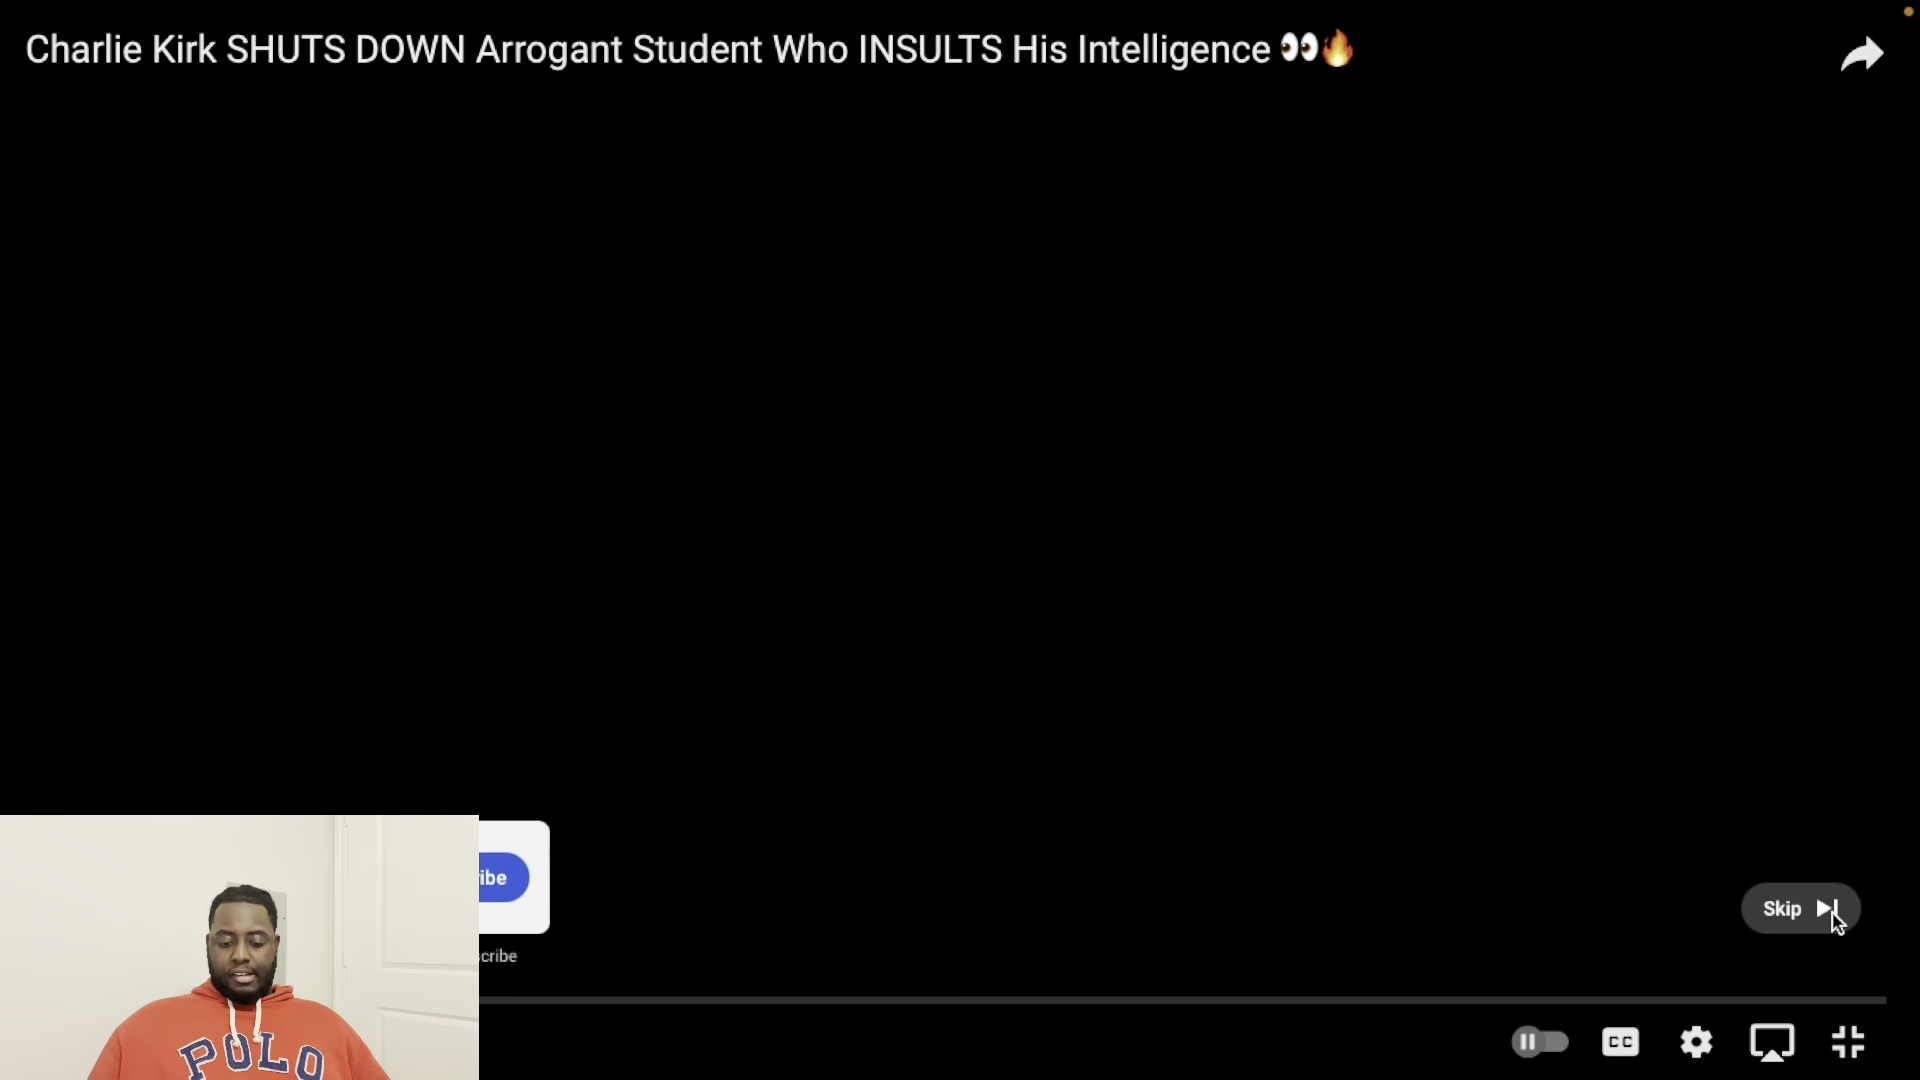 Charlie Kirk SHUTS DOWN Arrogant Student Who INSULTS His Intelligence 👀🔥
ibe
Skip
cribe
POLO
CC